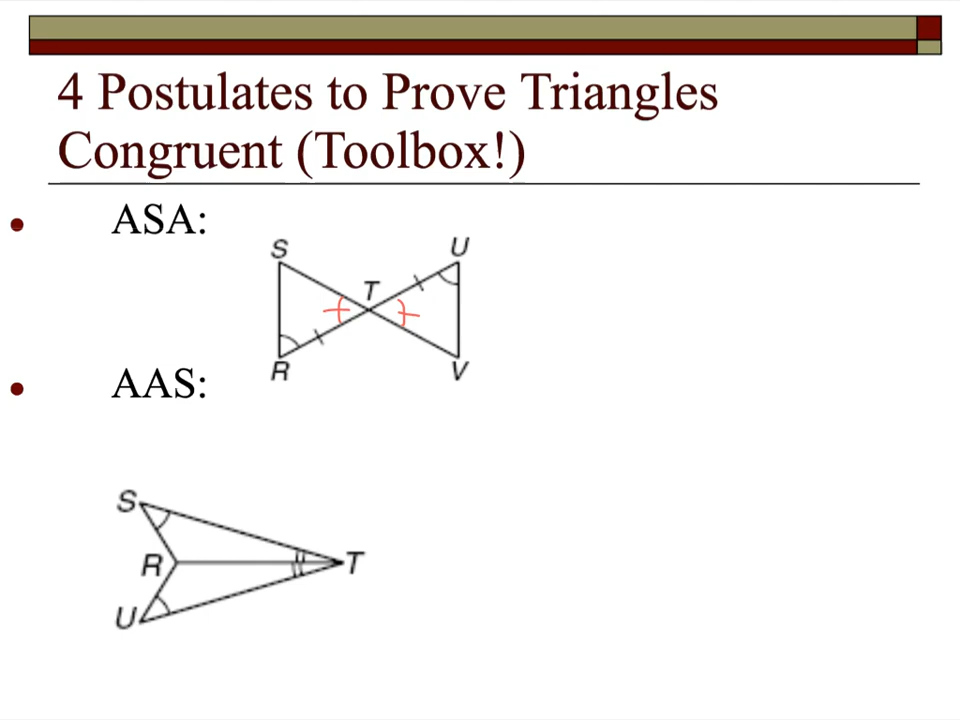 4 Postulates to Prove Triangles
Congruent (Toolbox!)
ASA:
S
U
T
R
V
AAS:
S
R
T
U